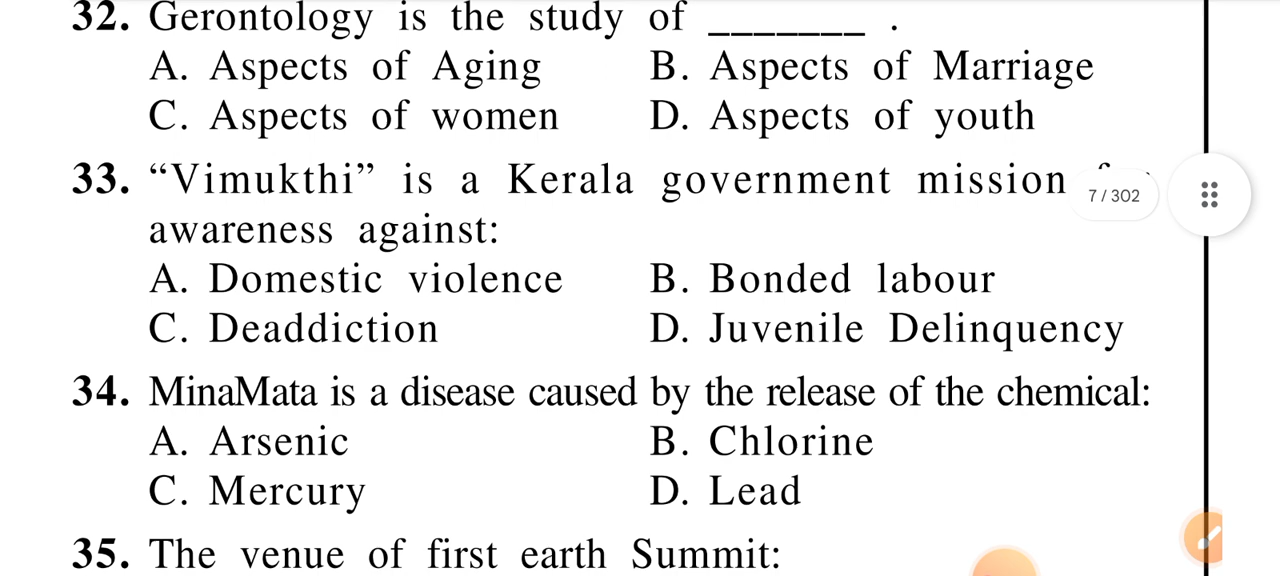 32. Gerontology is the study of _______ .
A. Aspects of Aging B. Aspects of Marriage
C. Aspects of women D. Aspects of youth
33. “Vimukthi” is a Kerala government mission
7 / 302
awareness against:
A. Domestic violence B. Bonded labour
C. Deaddiction D. Juvenile Delinquency
34. MinaMata is a disease caused by the release of the chemical:
A. Arsenic B. Chlorine
C. Mercury D. Lead
35. The venue of first earth Summit: